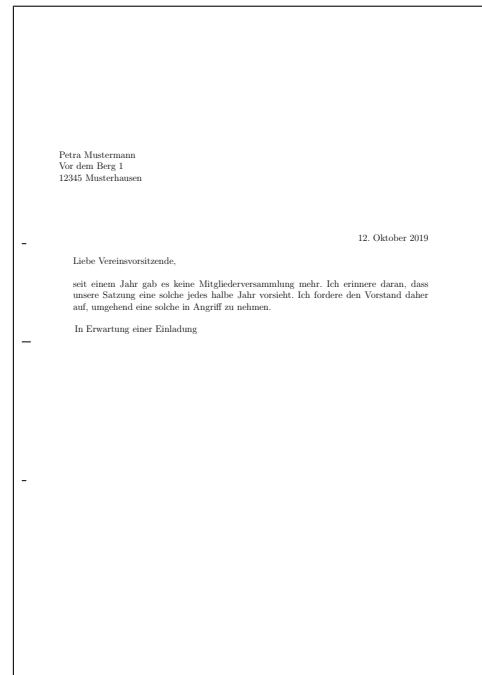 Petra Mustermann
Vor dem Berg 1
12345 Musterhausen
12. Oktober 2019
Liebe Vereinsvorsitzende,
seit einem Jahr gab es keine Mitgliederversammlung mehr. Ich erinnere daran, dass
unsere Satzung eine solche jedes halbe Jahr vorsieht. Ich fordere den Vorstand daher
auf, umgehend eine solche in Angriff zu nehmen.
In Erwartung einer Einladung